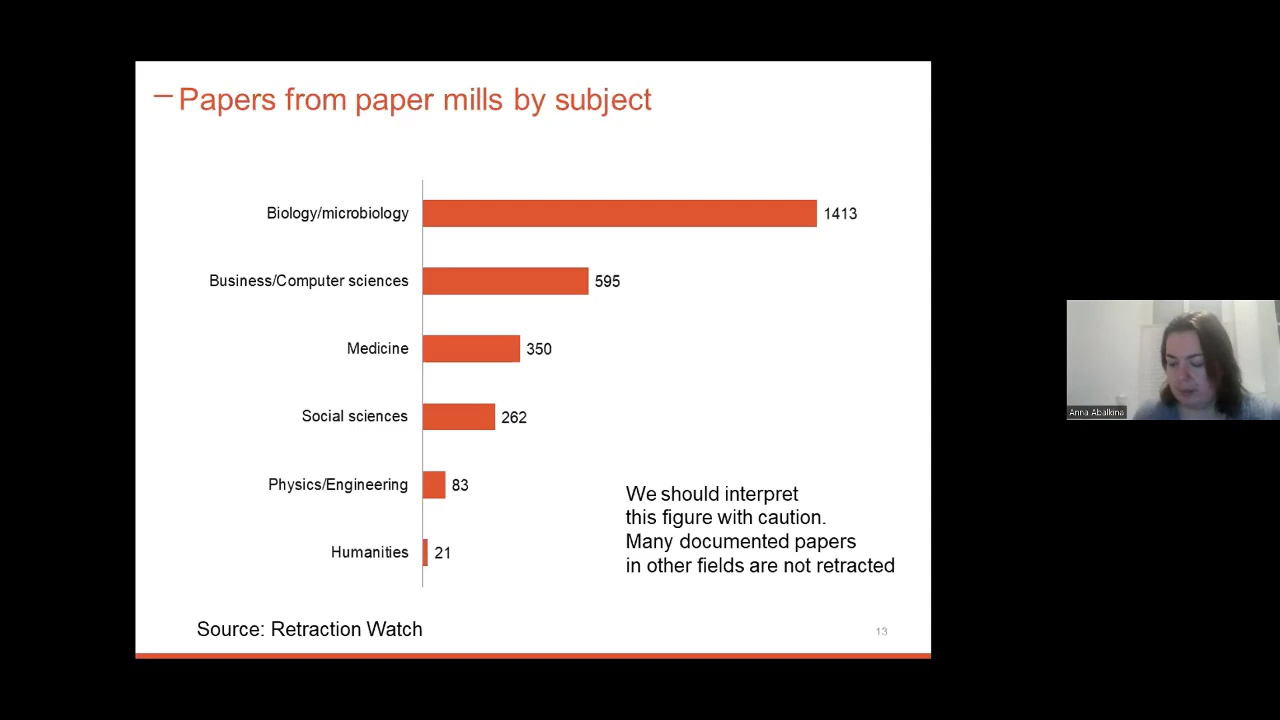 Papers from paper mills by subject
Biology/microbiology 1413
Business/Computer sciences 595
Medicine 350
Social sciences 262
Physics/Engineering 83
Humanities 21
We should interpret
this figure with caution.
Many documented papers
in other fields are not retracted
Source: Retraction Watch
13
Anna Abalkina